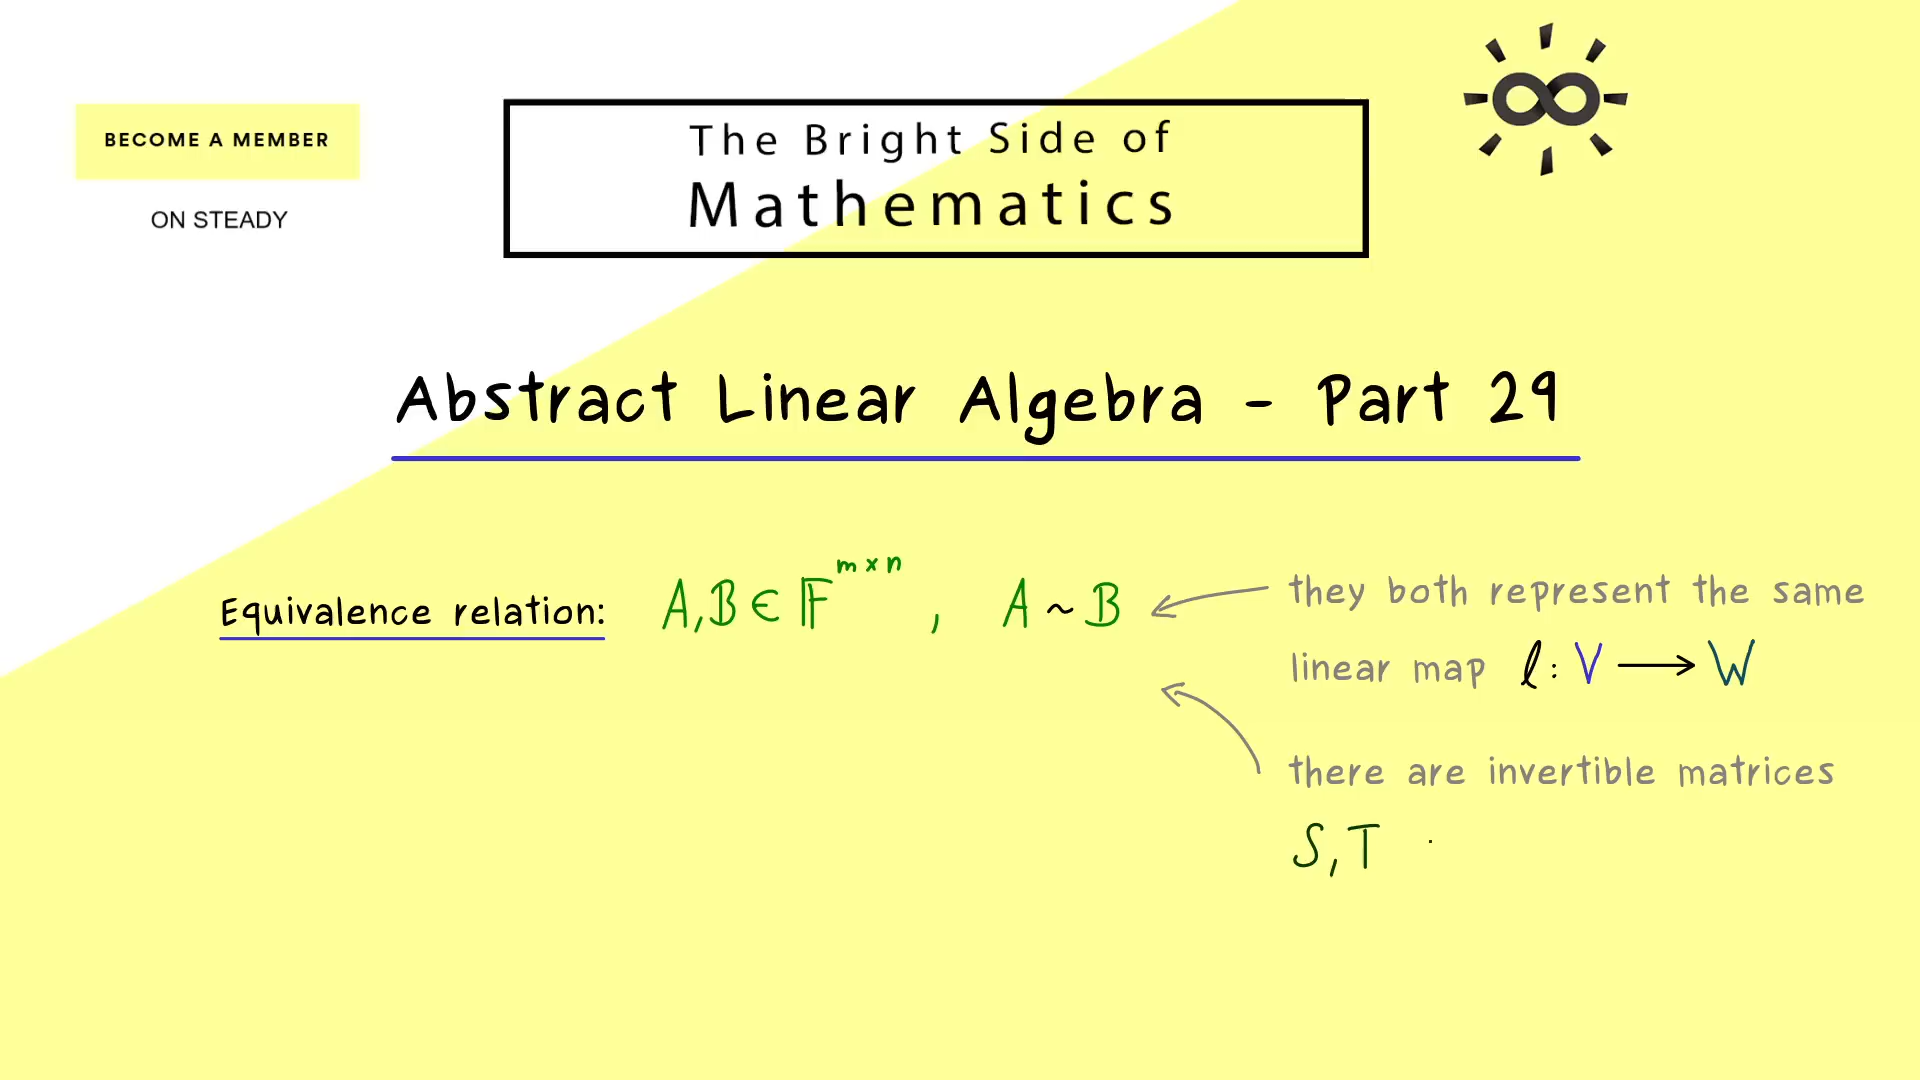 BECOME A MEMBER
ON STEADY
The Bright Side of
Mathematics
Abstract Linear Algebra - Part 29
Equivalence relation: A, B ∈ 𝔽^{m×n} , A ~ B
they both represent the same
linear map ℓ: V ⟶ W
there are invertible matrices
S, T